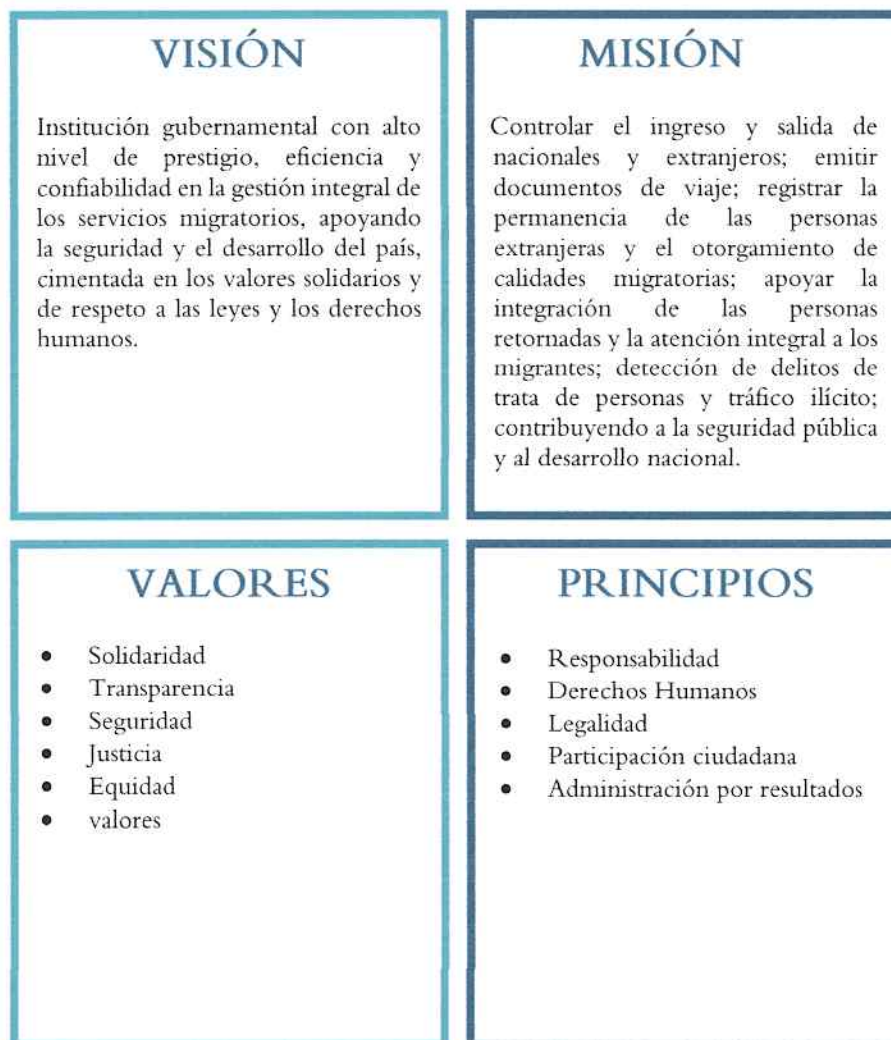 VISIÓN
Institución gubernamental con alto
nivel de prestigio, eficiencia y
confiabilidad en la gestión integral de
los servicios migratorios, apoyando
la seguridad y el desarrollo del país,
cimentada en los valores solidarios y
de respeto a las leyes y los derechos
humanos.
MISIÓN
Controlar el ingreso y salida de
nacionales y extranjeros; emitir
documentos de viaje; registrar la
permanencia de las personas
extranjeras y el otorgamiento de
calidades migratorias; apoyar la
integración de las personas
retornadas y la atención integral a los
migrantes; detección de delitos de
trata de personas y tráfico ilícito;
contribuyendo a la seguridad pública
y al desarrollo nacional.
VALORES
• Solidaridad
• Transparencia
• Seguridad
• Justicia
• Equidad
• valores
PRINCIPIOS
• Responsabilidad
• Derechos Humanos
• Legalidad
• Participación ciudadana
• Administración por resultados